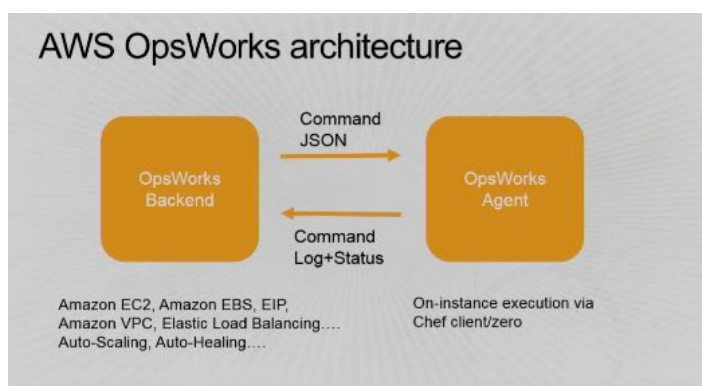 AWS OpsWorks architecture
Command
JSON
OpsWorks
Backend
OpsWorks
Agent
Command
Log+Status
Amazon EC2, Amazon EBS, EIP,
Amazon VPC, Elastic Load Balancing….
Auto-Scaling, Auto-Healing….
On-instance execution via
Chef client/zero